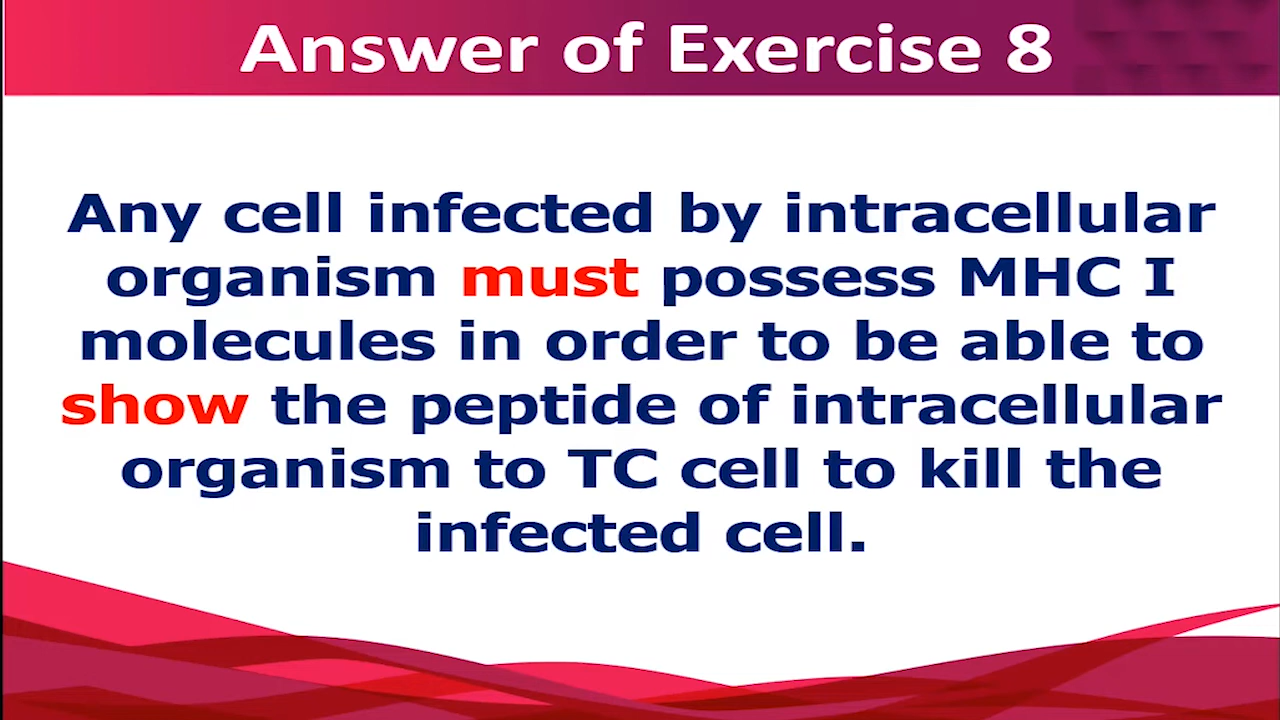 Answer of Exercise 8
Any cell infected by intracellular
organism must possess MHC I
molecules in order to be able to
show the peptide of intracellular
organism to TC cell to kill the
infected cell.